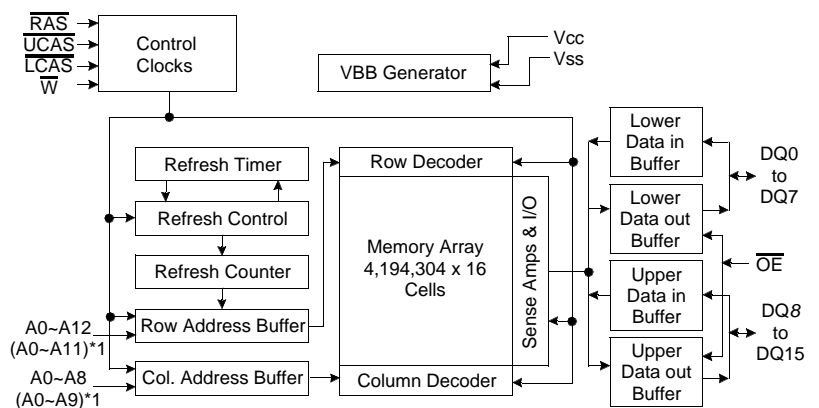 RAS
UCAS
LCAS
W
Control
Clocks
VBB Generator
Vcc
Vss
Refresh Timer
Refresh Control
Refresh Counter
Row Address Buffer
Col. Address Buffer
A0~A12
(A0~A11)*1
A0~A8
(A0~A9)*1
Row Decoder
Memory Array
4,194,304 x 16
Cells
Sense Amps & I/O
Column Decoder
Lower
Data in
Buffer
Lower
Data out
Buffer
Upper
Data in
Buffer
Upper
Data out
Buffer
DQ0
to
DQ7
OE
DQ8
to
DQ15